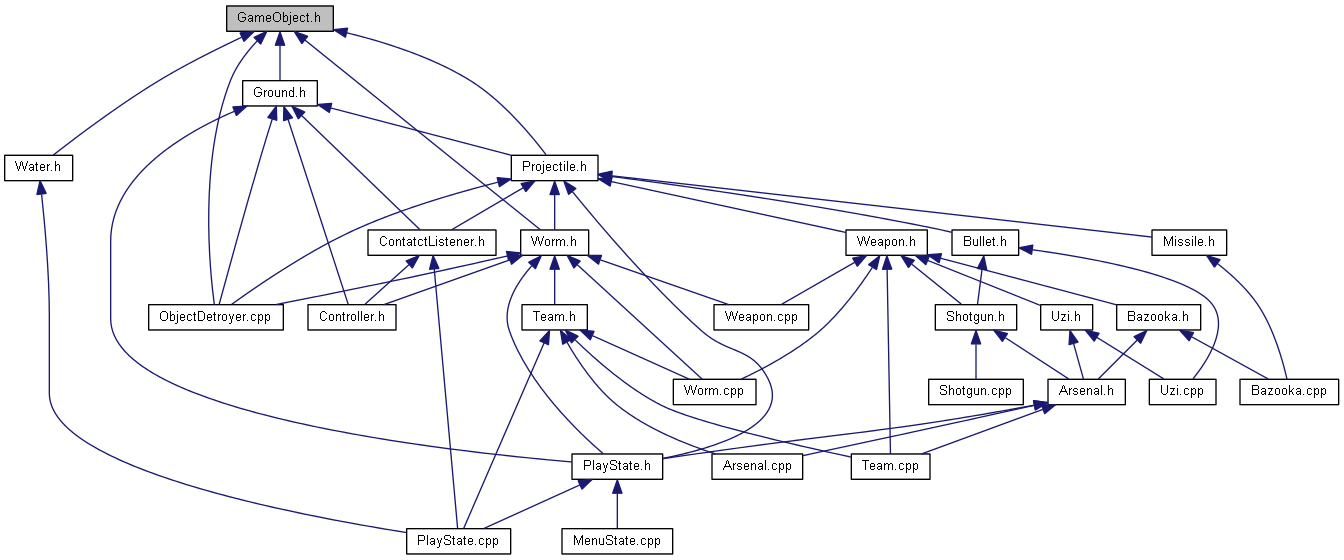 GameObject.h
Ground.h
Water.h
Projectile.h
ContatctListener.h
Worm.h
Weapon.h
Bullet.h
Missile.h
ObjectDetroyer.cpp
Controller.h
Team.h
Weapon.cpp
Shotgun.h
Uzi.h
Bazooka.h
Worm.cpp
Shotgun.cpp
Arsenal.h
Uzi.cpp
Bazooka.cpp
PlayState.h
Arsenal.cpp
Team.cpp
PlayState.cpp
MenuState.cpp